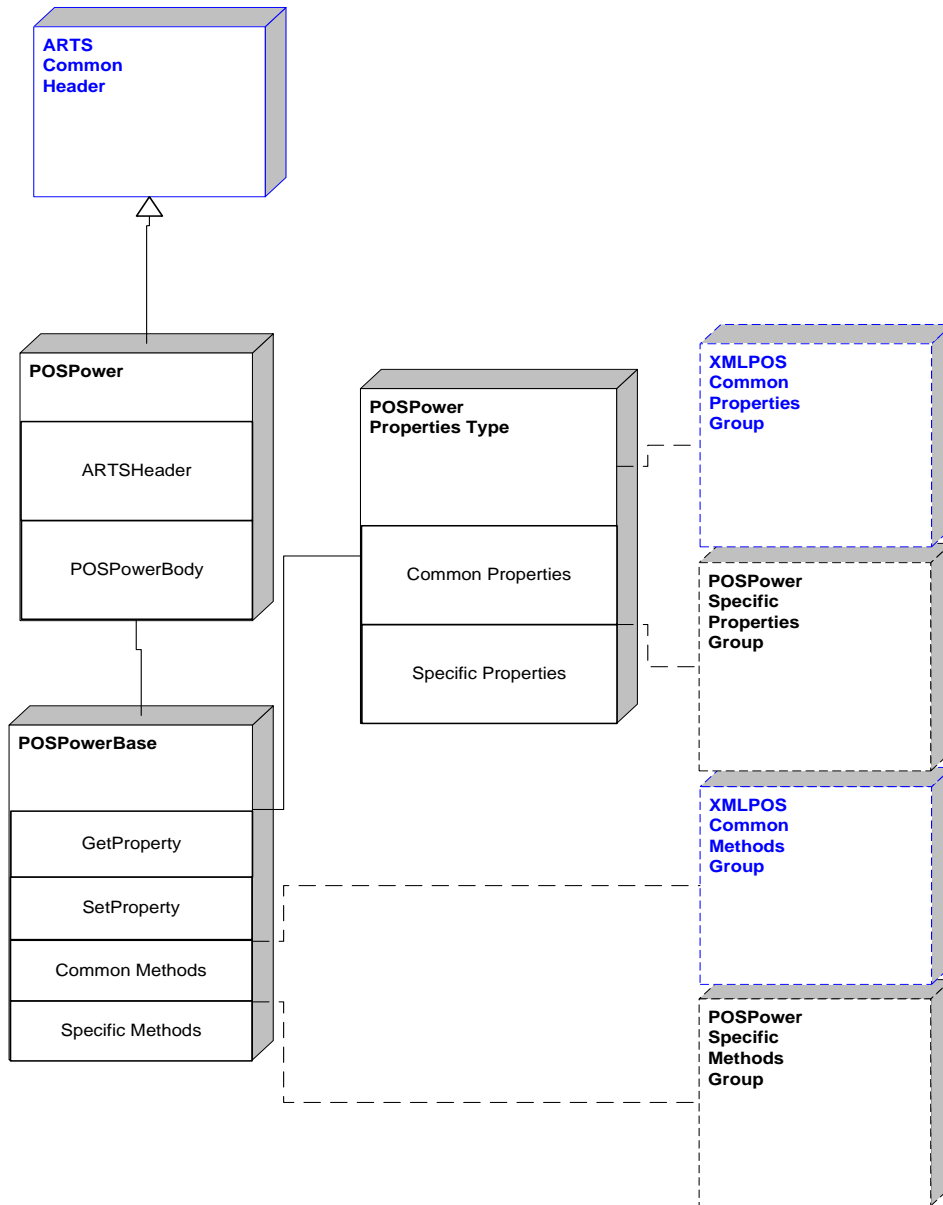 ARTS
Common
Header
POSPower
ARTSHeader
POSPowerBody
POSPower
Properties Type
Common Properties
Specific Properties
XMLPOS
Common
Properties
Group
POSPower
Specific
Properties
Group
POSPowerBase
GetProperty
SetProperty
Common Methods
Specific Methods
XMLPOS
Common
Methods
Group
POSPower
Specific
Methods
Group